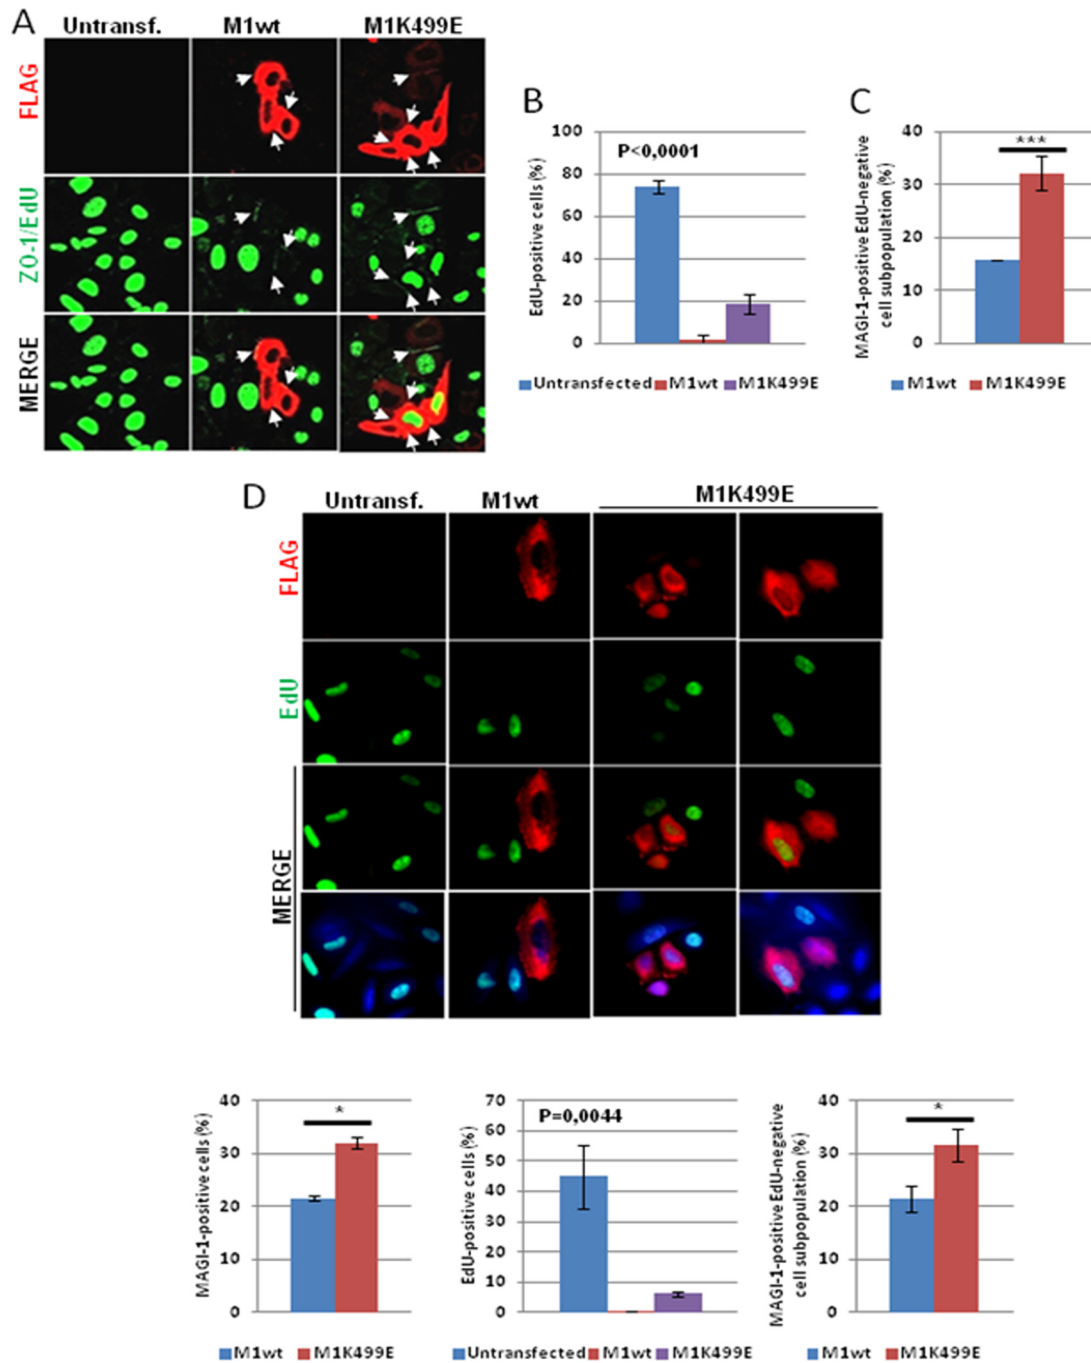 A
Untransf.
M1wt
M1K499E
FLAG
ZO-1/EdU
MERGE
B
EdU-positive cells (%)
100
80
60
40
20
0
P<0,0001
Untransfected M1wt M1K499E
C
MAGI-1-positive EdU-negative
cell subpopulation (%)
40
30
20
10
0
***
M1wt M1K499E
D
Untransf.
M1wt
M1K499E
FLAG
EdU
MERGE
MAGI-1-positive cells (%)
40
30
20
10
0
*
M1wt M1K499E
EdU-positive cells (%)
70
60
50
40
30
20
10
0
P=0,0044
Untransfected M1wt M1K499E
MAGI-1-positive EdU-negative
cell subpopulation (%)
40
30
20
10
0
*
M1wt M1K499E